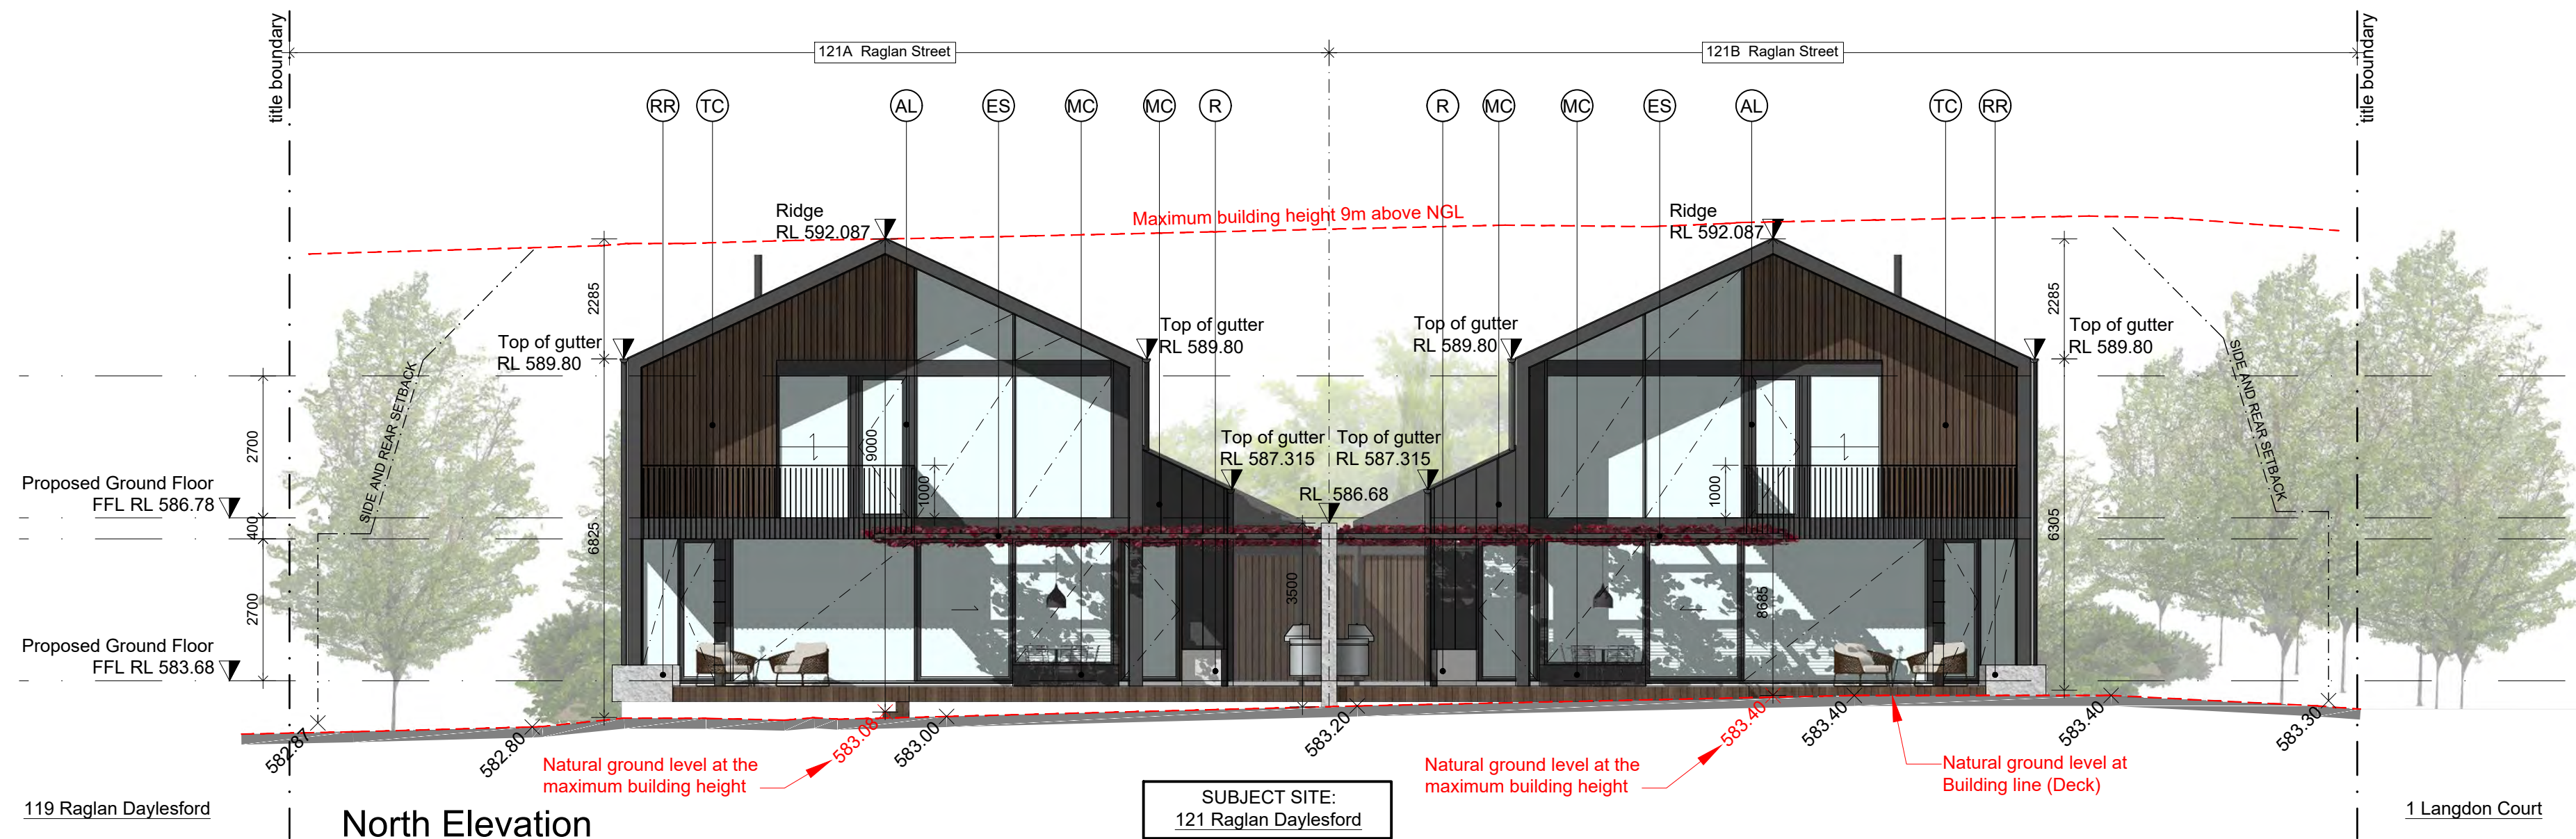 title boundary
121A Raglan Street
121B Raglan Street
title boundary
RR
TC
AL
ES
MC
MC
R
R
MC
MC
ES
AL
TC
RR
Maximum building height 9m above NGL
Ridge
RL 592.087
Ridge
RL 592.087
2285
2285
Top of gutter
RL 589.80
Top of gutter
RL 589.80
Top of gutter
RL 589.80
Top of gutter
RL 589.80
SIDE AND REAR SETBACK
SIDE AND REAR SETBACK
2700
9000
Top of gutter
RL 587.315
Top of gutter
RL 587.315
Proposed Ground Floor
FFL RL 586.78
1000
RL 586.68
1000
400
6825
6305
2700
3500
8685
Proposed Ground Floor
FFL RL 583.68
582.87
582.80
583.08
583.00
583.20
583.40
583.40
583.40
583.30
Natural ground level at the
maximum building height
Natural ground level at the
maximum building height
Natural ground level at
Building line (Deck)
119 Raglan Daylesford
North Elevation
SUBJECT SITE:
121 Raglan Daylesford
1 Langdon Court